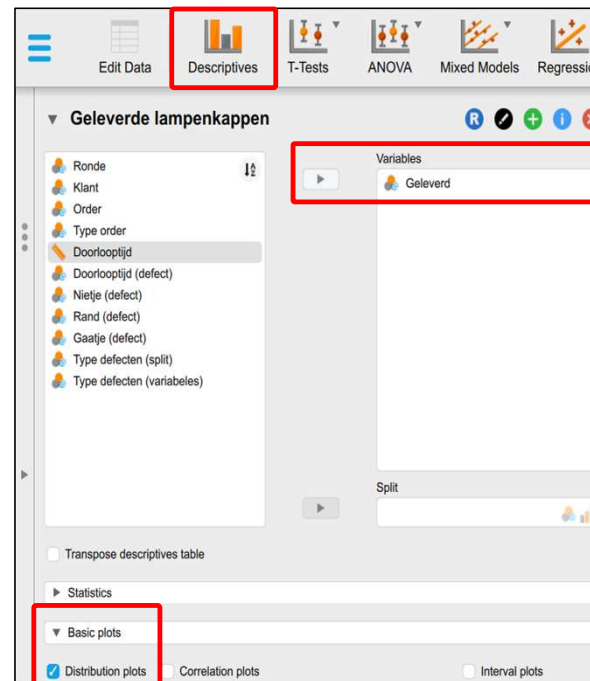 Edit Data
Descriptives
T-Tests
ANOVA
Mixed Models
Regressi
Geleverde lampenkappen
R
Ronde
Klant
Order
Type order
Doorlooptijd
Doorlooptijd (defect)
Nietje (defect)
Rand (defect)
Gaatje (defect)
Type defecten (split)
Type defecten (variabeles)
Variables
Geleverd
Split
Transpose descriptives table
Statistics
Basic plots
Distribution plots
Correlation plots
Interval plots